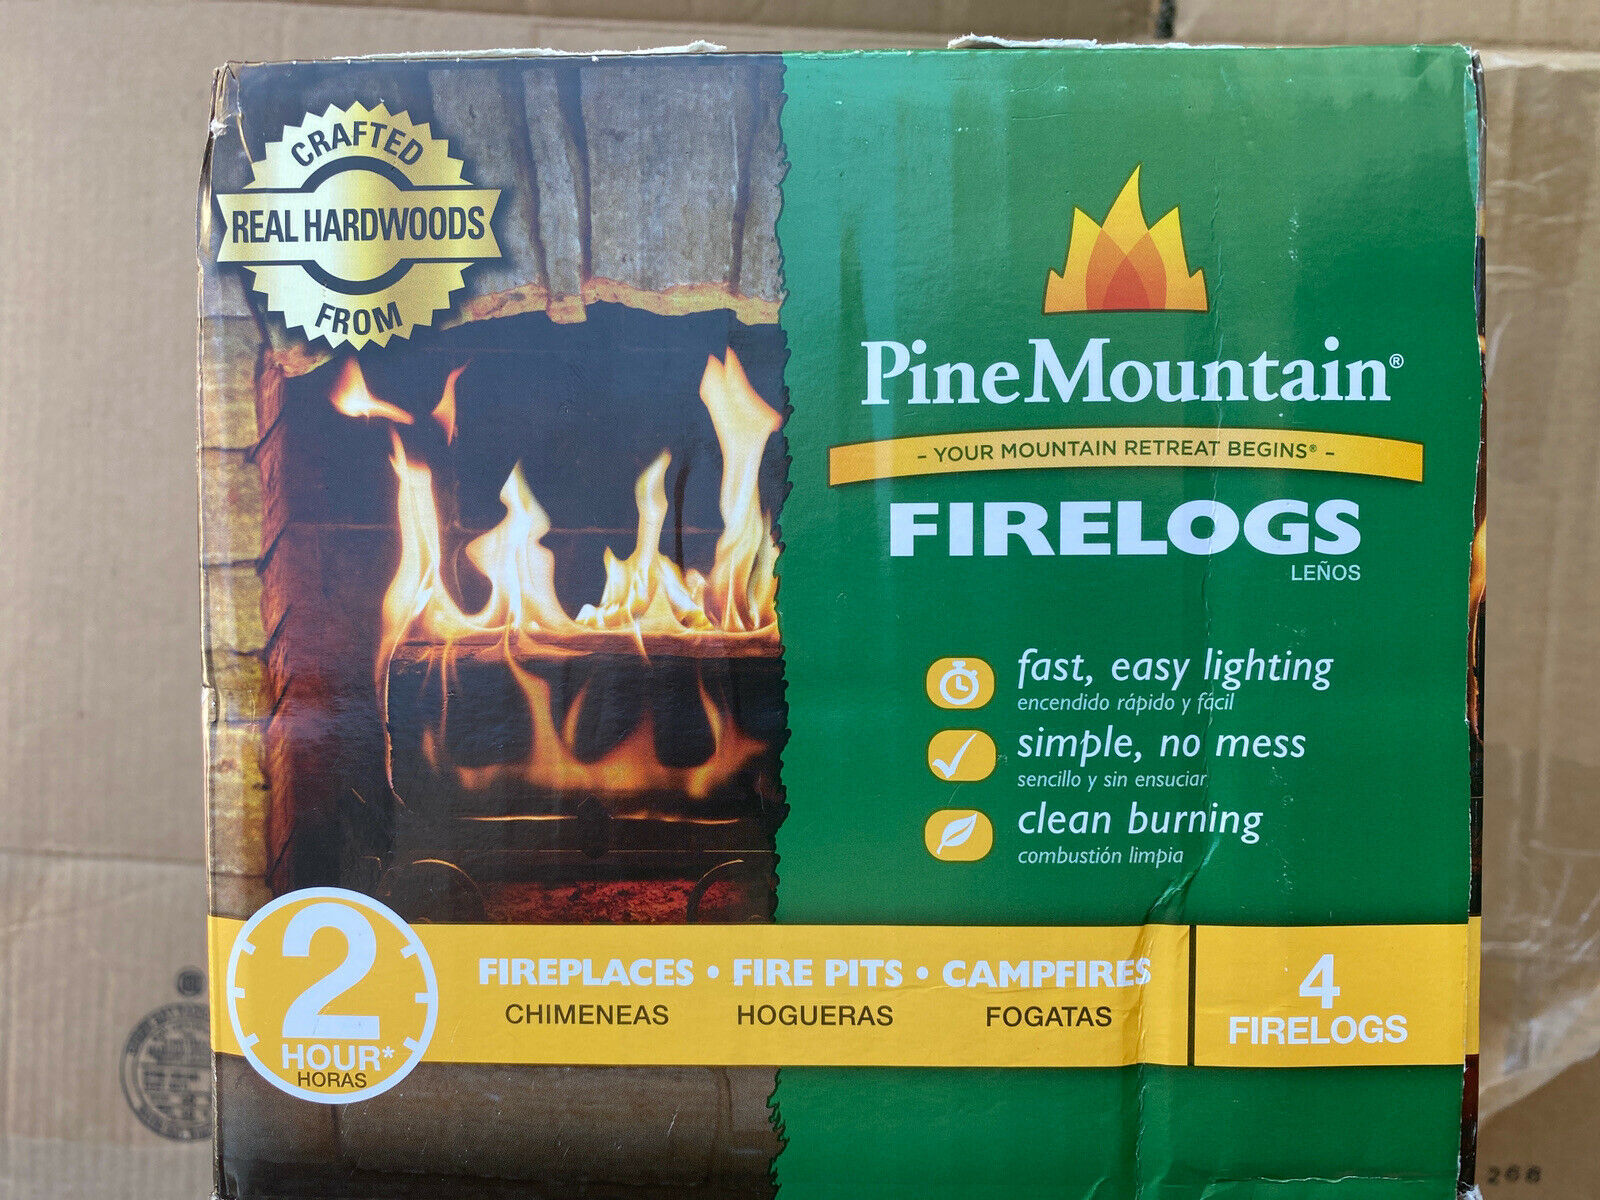 CRAFTED
REAL HARDWOODS
FROM
PineMountain®
- YOUR MOUNTAIN RETREAT BEGINS® -
FIRELOGS
LEÑOS
fast, easy lighting
encendido rápido y fácil
simple, no mess
sencillo y sin ensuciar
clean burning
combustión limpia
2
HOUR*
HORAS
FIREPLACES • FIRE PITS • CAMPFIRES
CHIMENEAS HOGUERAS FOGATAS
4
FIRELOGS